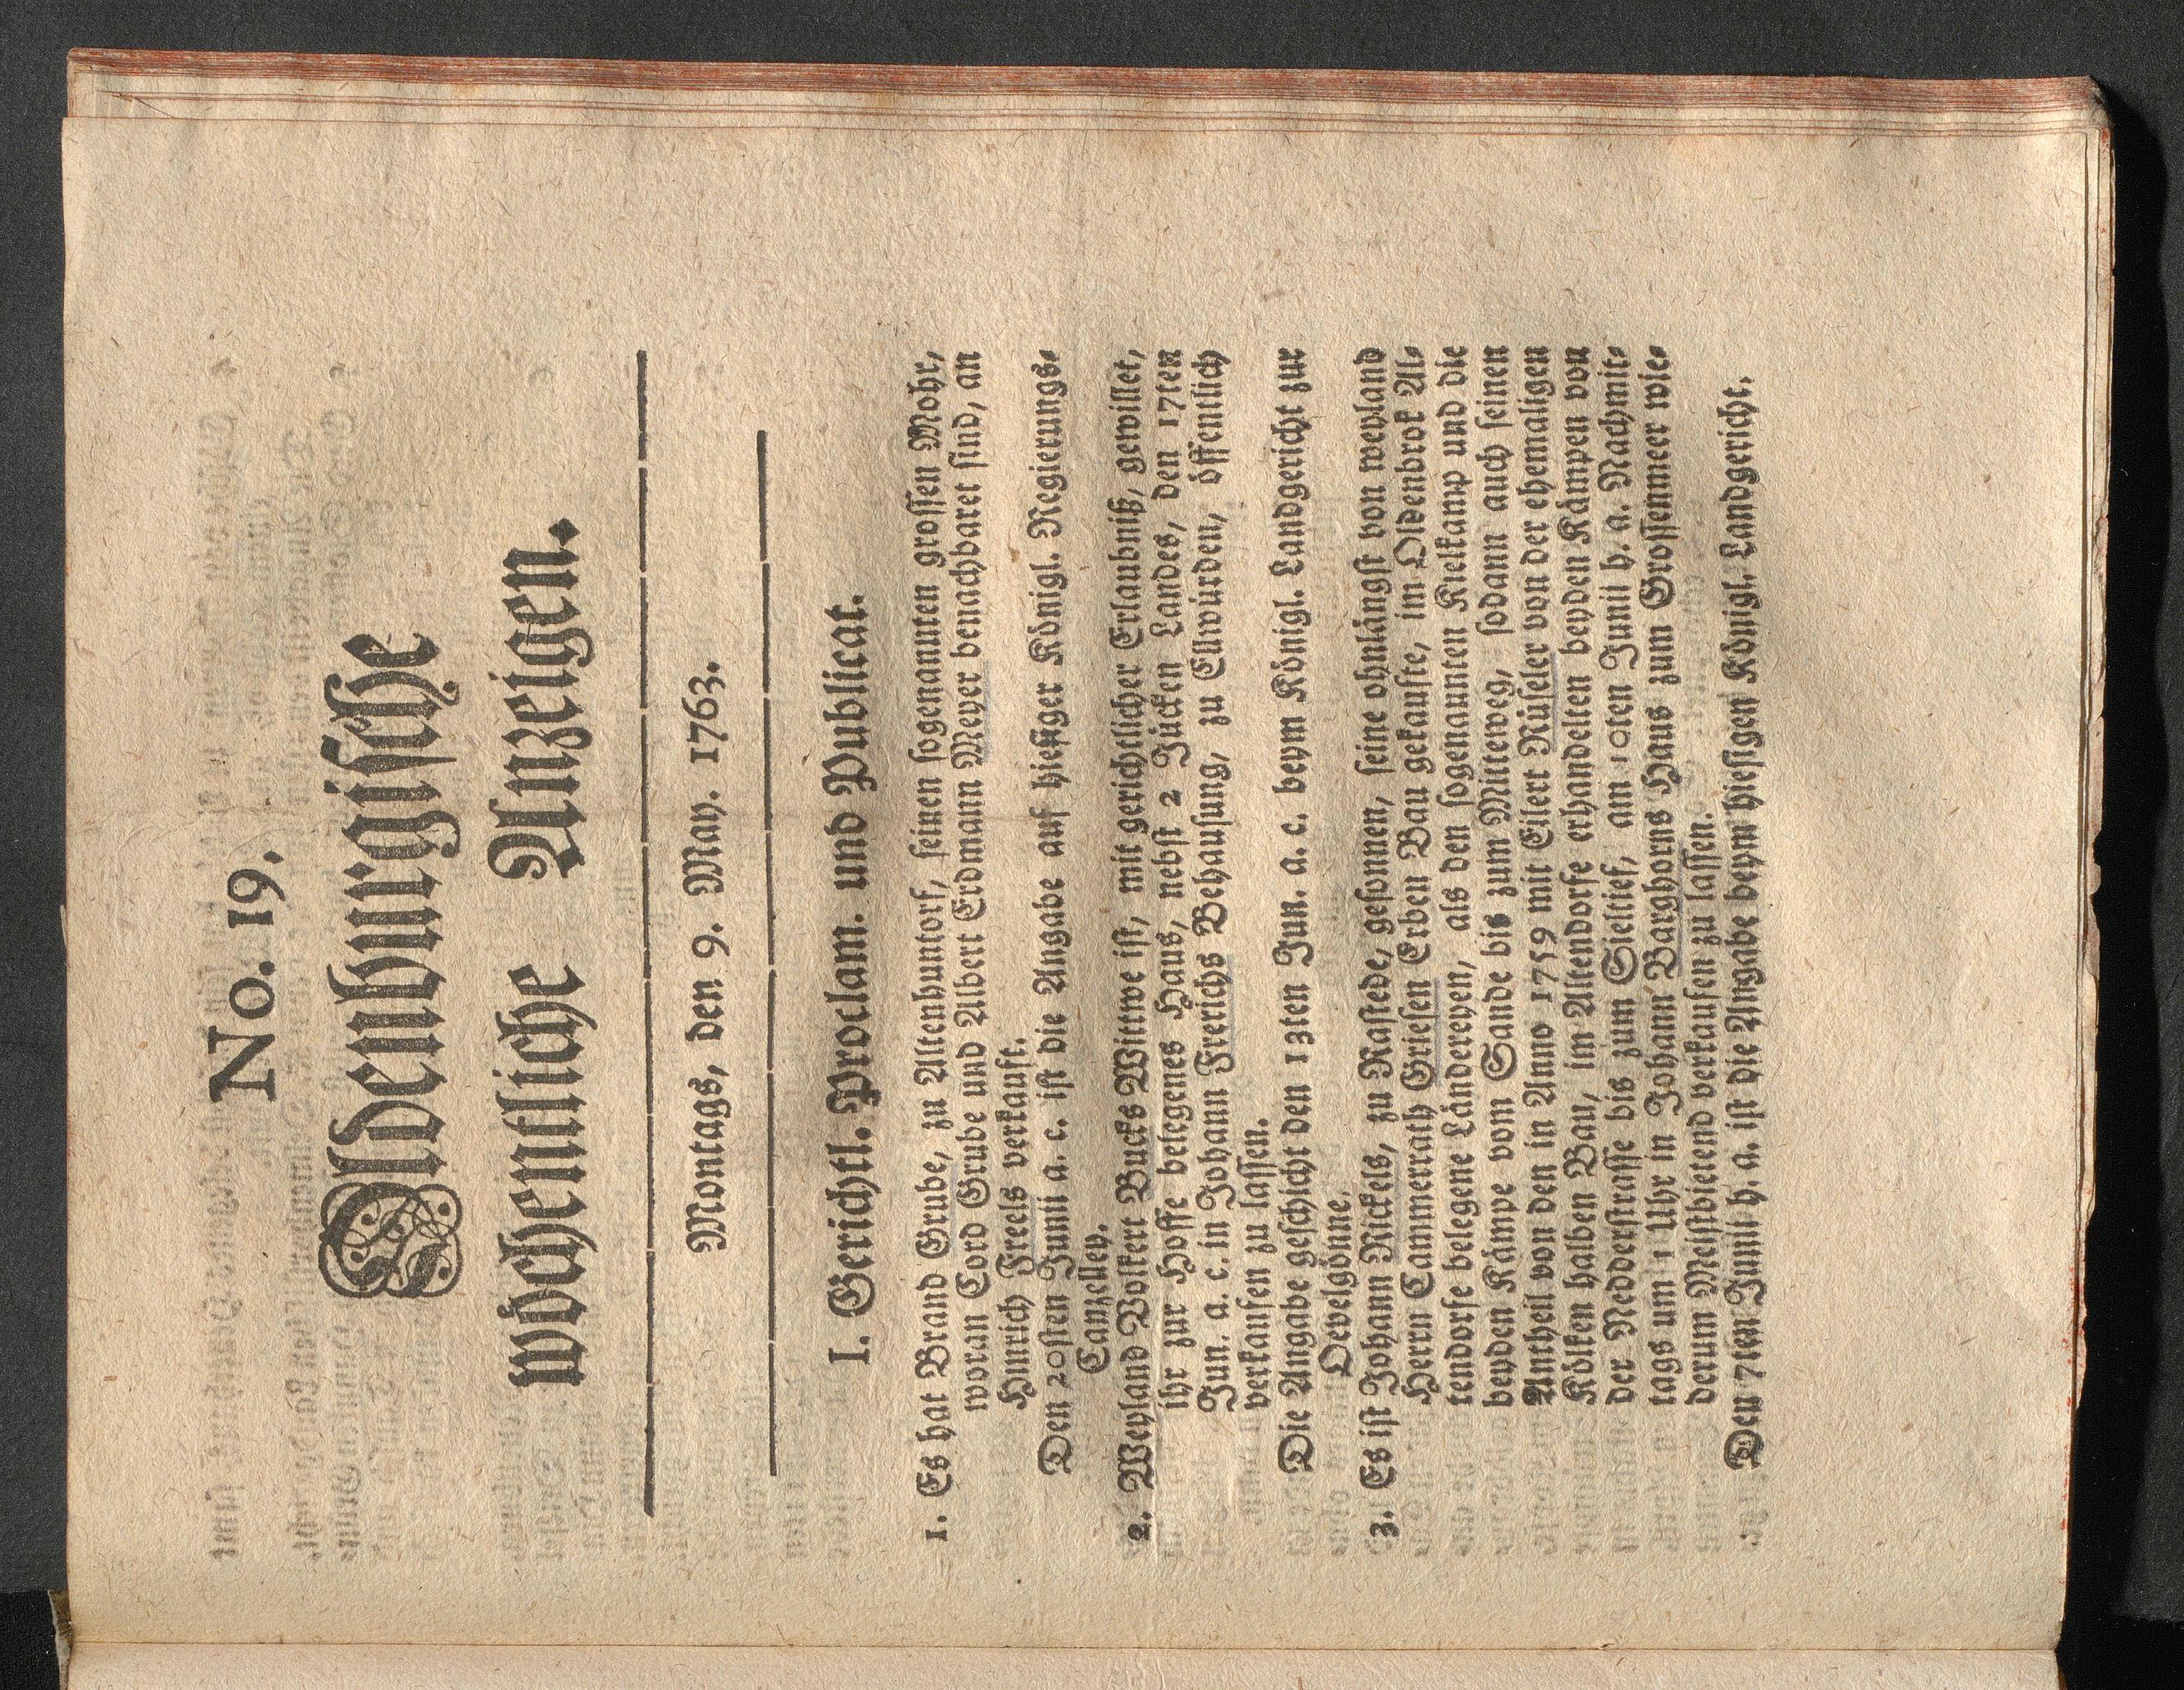 No. 19.
Oldenburgische
wöchentliche Anzeigen.
Montags, den 9. May. 1763.
I. Gerichtl. Proclam. und Publicat.
1. Es hat Brand Grube, zu Altenhuntorf, seinen sogenannten grossen Mohr,
woran Cord Grube und Albert Erdmann Meyer benachbaret sind, an
Hinrich Freels verkauft.
Den 20sten Junii a. c. ist die Angabe auf hiesiger Königl. Regierungs-
Canzelley.
2. Weyland Volkert Bucks Wittwe ist, mit gerichtlicher Erlaubniß, gewillet,
ihr zur Hoffe belegenes Haus, nebst 2 Jücken Landes, den 17ten
Jun. a. c. in Johann Frerichs Behausung, zu Ellwürden, öffentlich
verkaufen zu lassen.
Die Angabe geschicht den 13ten Jun. a. c. beym Königl. Landgericht zur
Oevelgönne.
3. Es ist Johann Nickels, zu Rastede, gesonnen, seine ohnlängst von weyland
Herrn Cammerrath Griesen Erben Bau gekaufte, im Oldenbrok Al-
tendorfe belegene Ländereyen, als den sogenannten Kielkamp und die
beyden Kämpe vom Sande bis zum Mitteweg, sodann auch seinen
Antheil von den in Anno 1759 mit Eilert Rüseler von der ehemaligen
Kölken halben Bau, im Altendorfe erhandelten beyden Kämpen von
der Nedderstrasse bis zum Sieltief, am 10ten Junii h. a. Nachmit-
tags um 1 Uhr in Johann Barghorns Haus zum Grossenmeer wie-
derum Meistbietend verkaufen zu lassen.
Den 7ten Junii h. a. ist die Angabe beym hiesigen Königl. Landgericht.